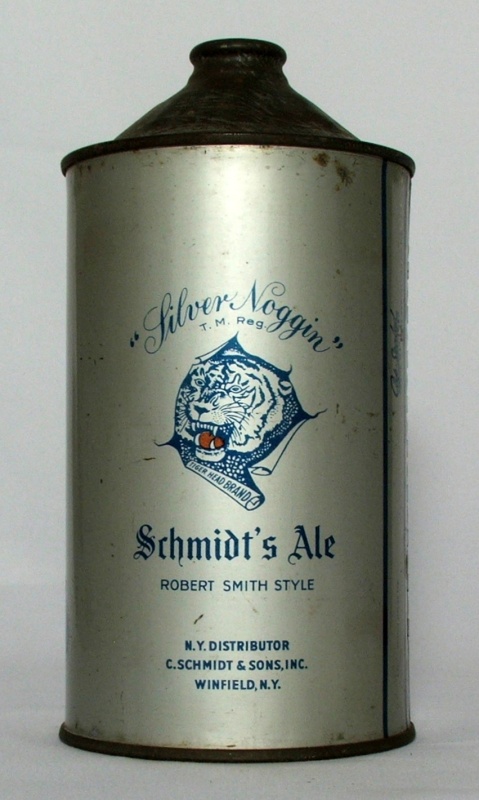 "Silver Noggin"
T.M. Reg.
TIGER HEAD BRAND
Schmidt's Ale
ROBERT SMITH STYLE
N.Y. DISTRIBUTOR
C. SCHMIDT & SONS, INC.
WINFIELD, N.Y.